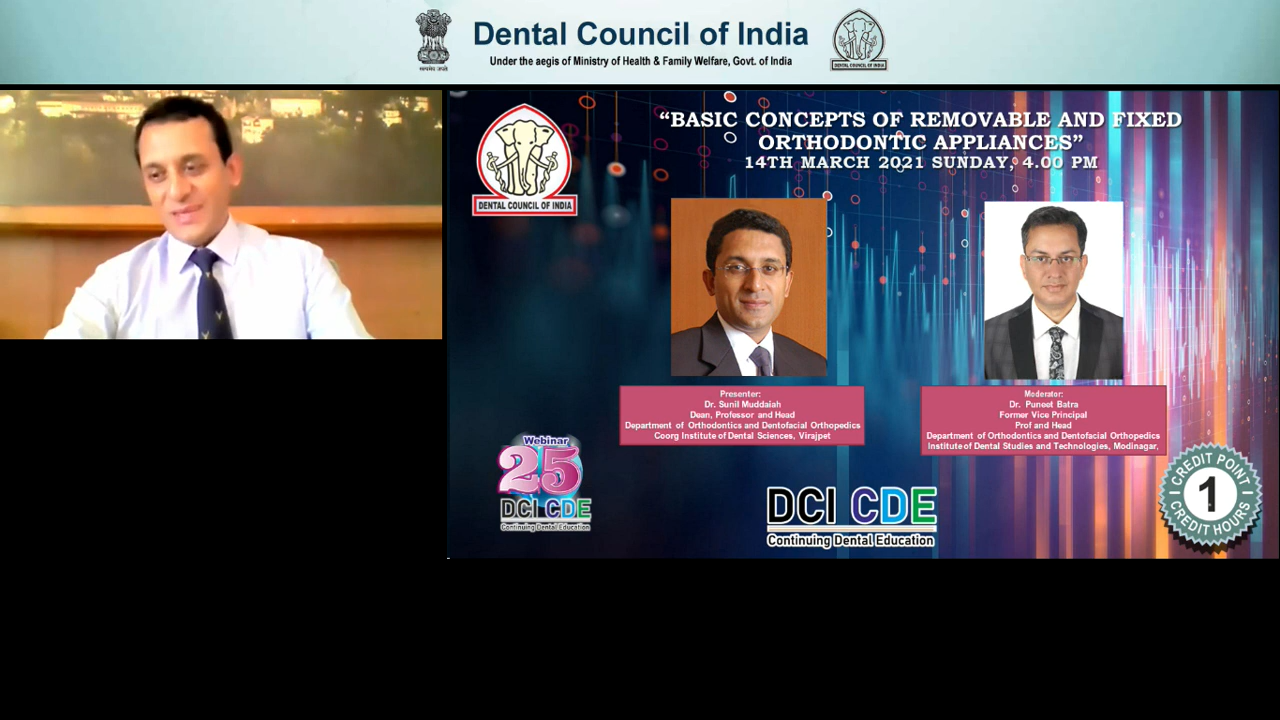 Dental Council of India
Under the aegis of Ministry of Health & Family Welfare, Govt. of India
DENTAL COUNCIL OF INDIA
DENTAL COUNCIL OF INDIA
“BASIC CONCEPTS OF REMOVABLE AND FIXED
ORTHODONTIC APPLIANCES”
14TH MARCH 2021 SUNDAY, 4.00 PM
Presenter:
Dr. Sunil Muddaiah
Dean, Professor and Head
Department of Orthodontics and Dentofacial Orthopedics
Coorg Institute of Dental Sciences, Virajpet
Moderator:
Dr. Puneet Batra
Former Vice Principal
Prof and Head
Department of Orthodontics and Dentofacial Orthopedics
Institute of Dental Studies and Technologies, Modinagar,
Webinar
25
DCI CDE
Continuing Dental Education
DCI CDE
Continuing Dental Education
CREDIT POINT
1
CREDIT HOURS